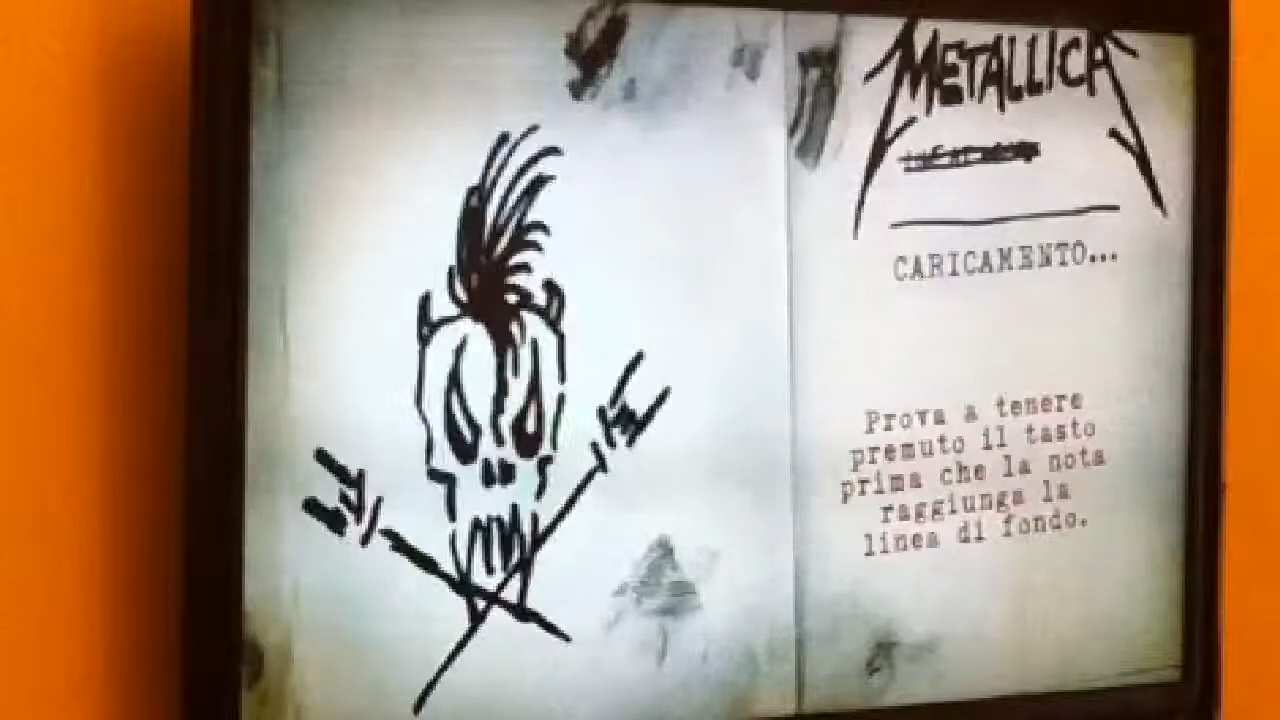 METALLICA
CARICAMENTO...
Prova a tenere
premuto il tasto
prima che la nota
raggiunga la
linea di fondo.